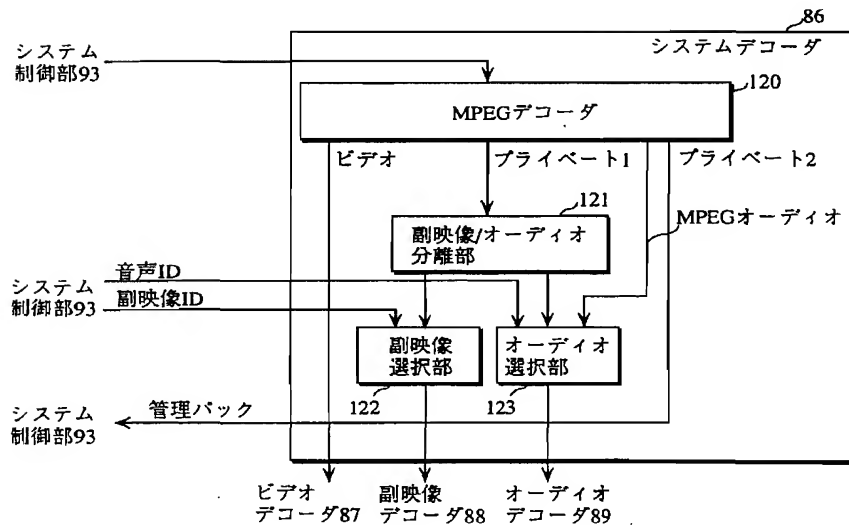 86
システムデコーダ
システム
制御部93
120
MPEGデコーダ
ビデオ
プライベート1
プライベート2
121
MPEGオーディオ
副映像/オーディオ
分離部
音声ID
システム
制御部93
副映像ID
副映像
選択部
オーディオ
選択部
122
123
システム
制御部93
管理パック
ビデオ
デコーダ87
副映像
デコーダ88
オーディオ
デコーダ89